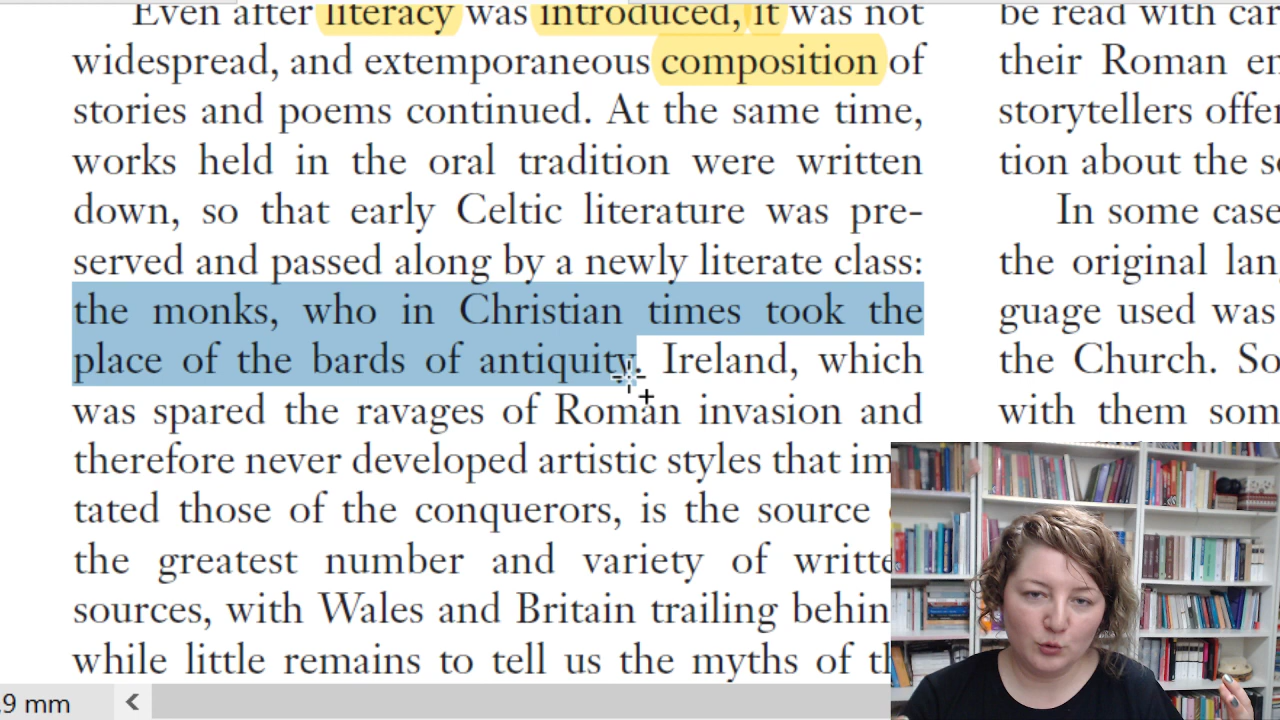 Even after literacy was introduced, it was not
widespread, and extemporaneous composition of
stories and poems continued. At the same time,
works held in the oral tradition were written
down, so that early Celtic literature was pre-
served and passed along by a newly literate class:
the monks, who in Christian times took the
place of the bards of antiquity. Ireland, which
was spared the ravages of Roman invasion and
therefore never developed artistic styles that im
tated those of the conquerors, is the source
the greatest number and variety of writte
sources, with Wales and Britain trailing behin
while little remains to tell us the myths of
be read with
their Roman
storytellers
tion about the
In some case
the original
guage used was
the Church. So
with them som
.9 mm